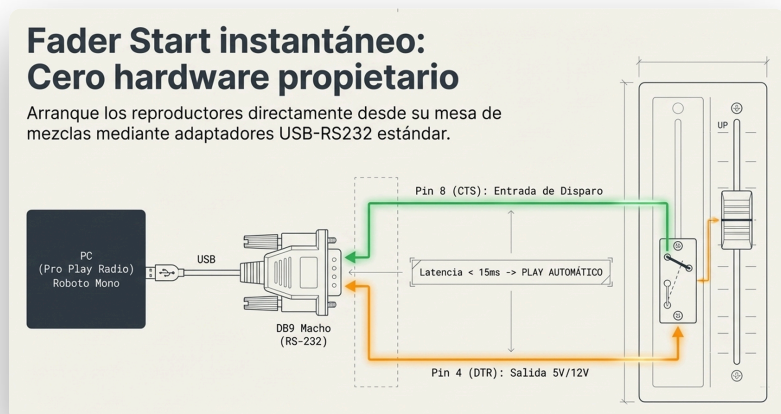 Fader Start instantáneo:
Cero hardware propietario
Arranque los reproductores directamente desde su mesa de
mezclas mediante adaptadores USB-RS232 estándar.
UP
Pin 8 (CTS): Entrada de Disparo
PC
(Pro Play Radio)
Roboto Mono
USB
Latencia < 15ms -> PLAY AUTOMÁTICO
DB9 Macho
(RS-232)
Pin 4 (DTR): Salida 5V/12V